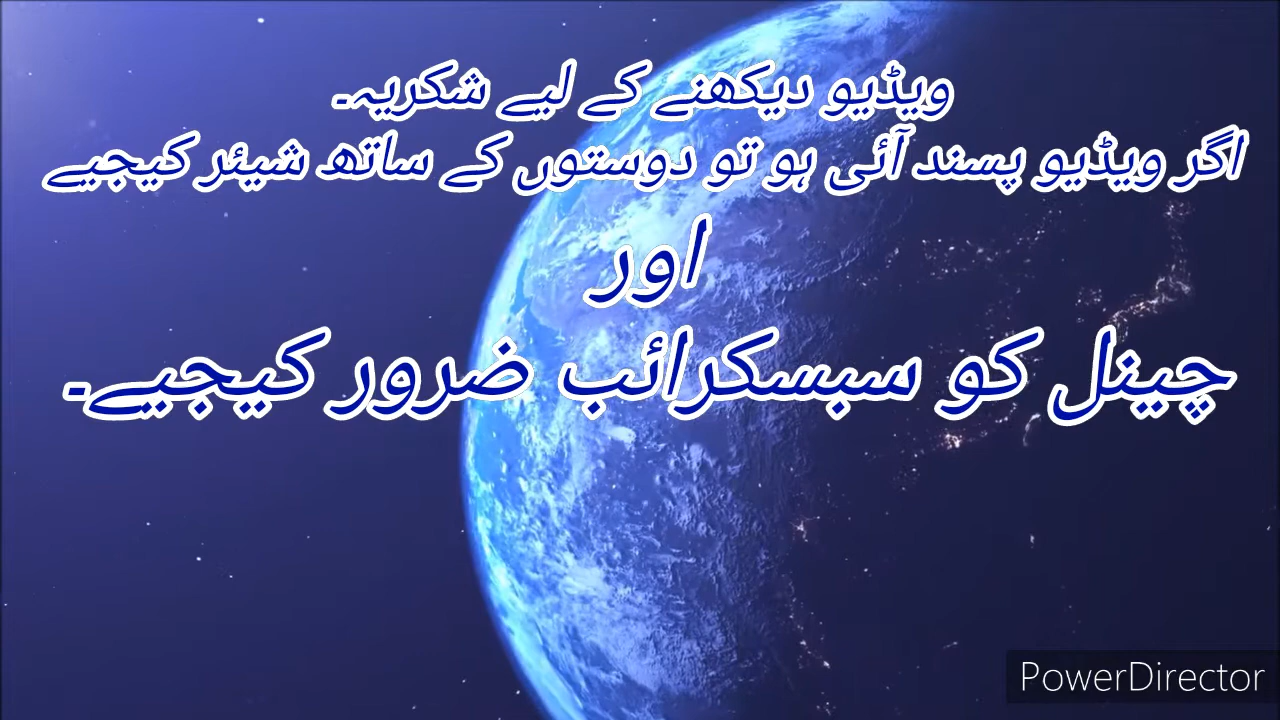 ویڈیو دیکھنے کے لیے شکریہ۔
اگر ویڈیو پسند آئی ہو تو دوستوں کے ساتھ شیئر کیجیے
اور
چینل کو سبسکرائب ضرور کیجیے۔
PowerDirector